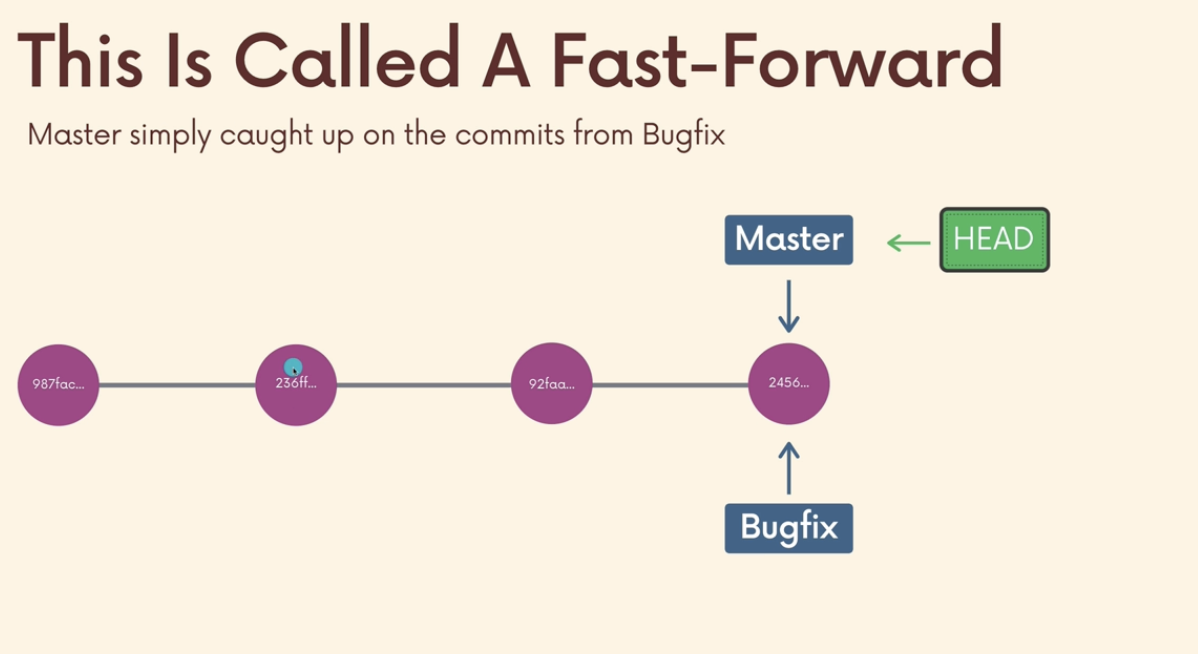 This Is Called A Fast-Forward
Master simply caught up on the commits from Bugfix
Master
HEAD
987fac...
236ff...
92faa...
2456...
Bugfix